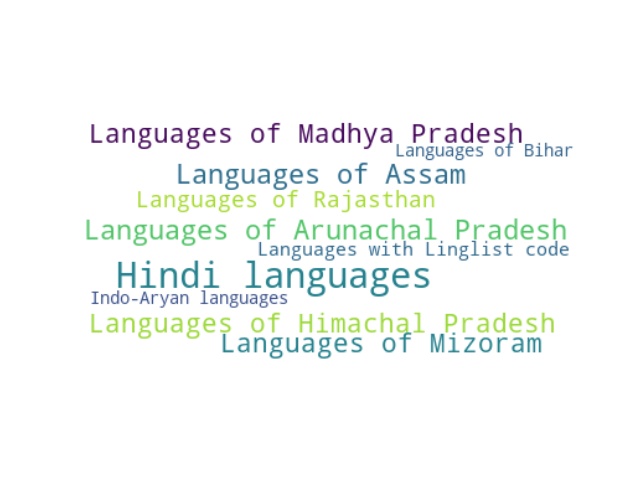 Languages of Madhya Pradesh
Languages of Bihar
Languages of Assam
Languages of Rajasthan
Languages of Arunachal Pradesh
Languages with Linglist code
Hindi languages
Indo-Aryan languages
Languages of Himachal Pradesh
Languages of Mizoram